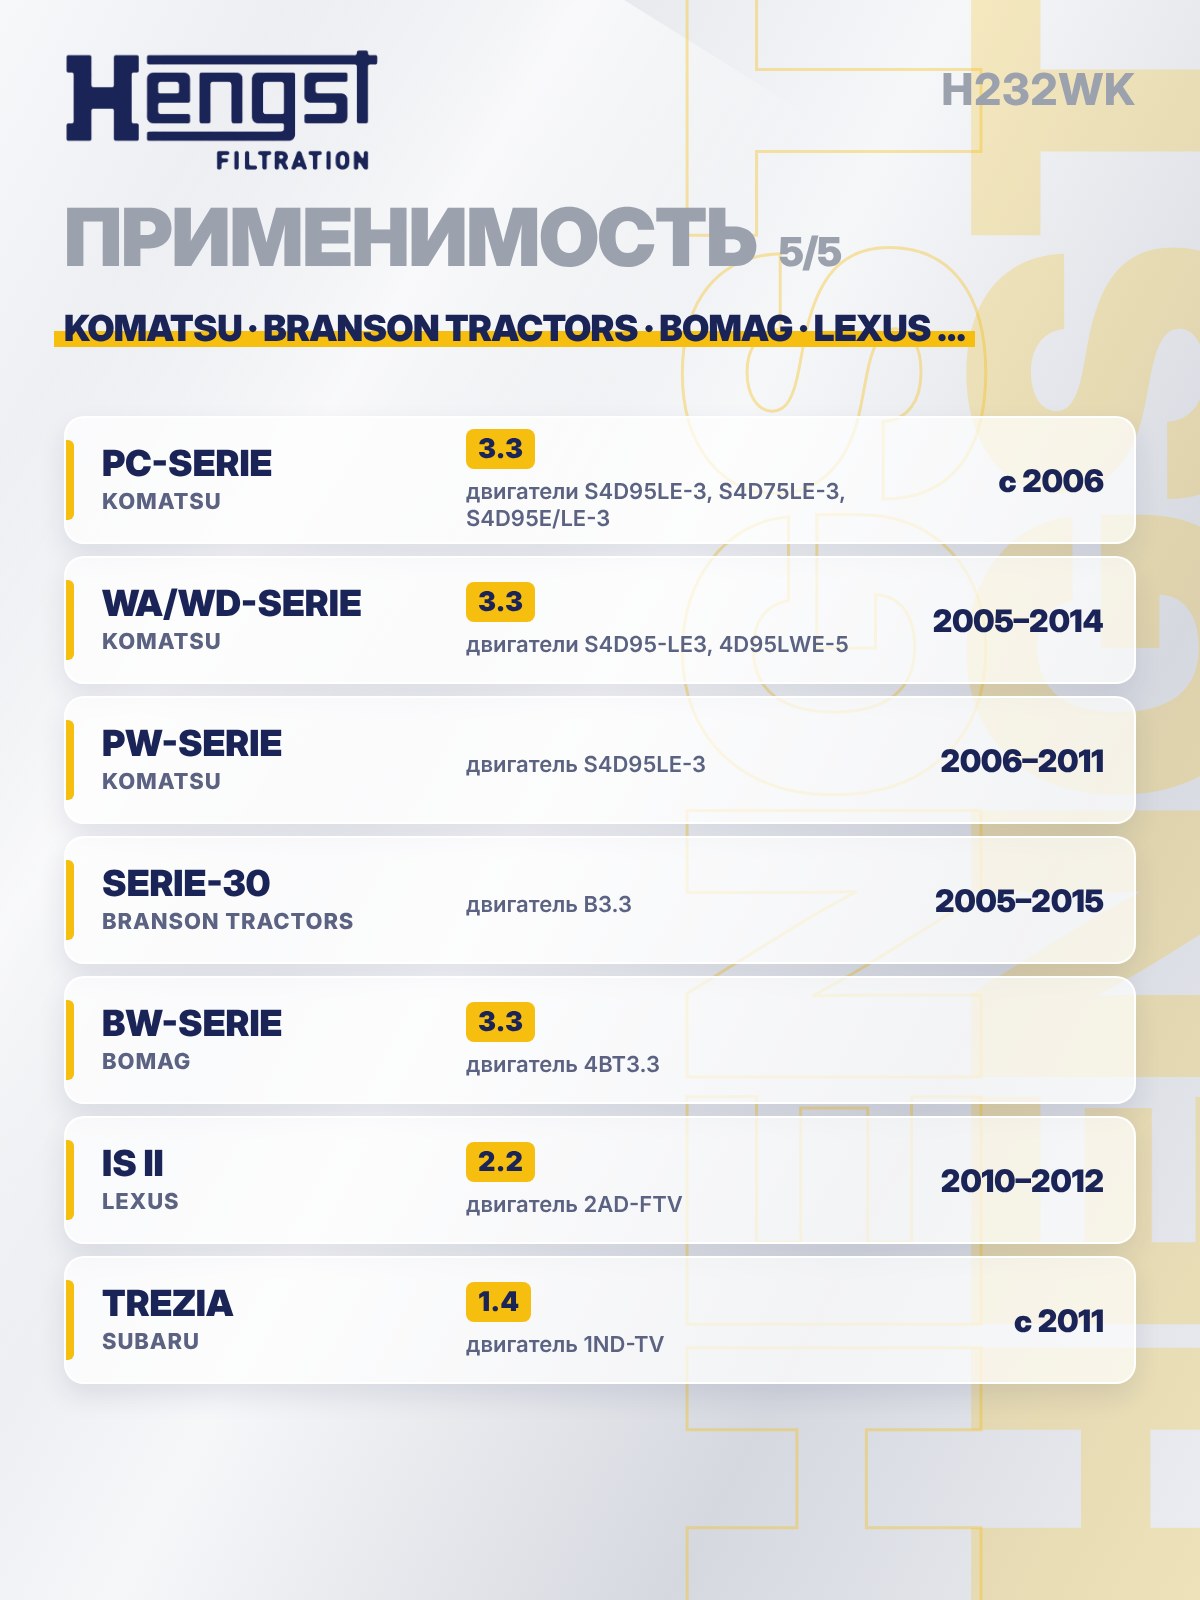 Hengst
FILTRATION
H232WK
ПРИМЕНИМОСТЬ 5/5
KOMATSU · BRANSON TRACTORS · BOMAG · LEXUS ...
PC-SERIE
KOMATSU
3.3
двигатели S4D95LE-3, S4D75LE-3,
S4D95E/LE-3
с 2006
WA/WD-SERIE
KOMATSU
3.3
двигатели S4D95-LE3, 4D95LWE-5
2005–2014
PW-SERIE
KOMATSU
двигатель S4D95LE-3
2006–2011
SERIE-30
BRANSON TRACTORS
двигатель B3.3
2005–2015
BW-SERIE
BOMAG
3.3
двигатель 4BT3.3
IS II
LEXUS
2.2
двигатель 2AD-FTV
2010–2012
TREZIA
SUBARU
1.4
двигатель 1ND-TV
с 2011
HENGST
HENGST